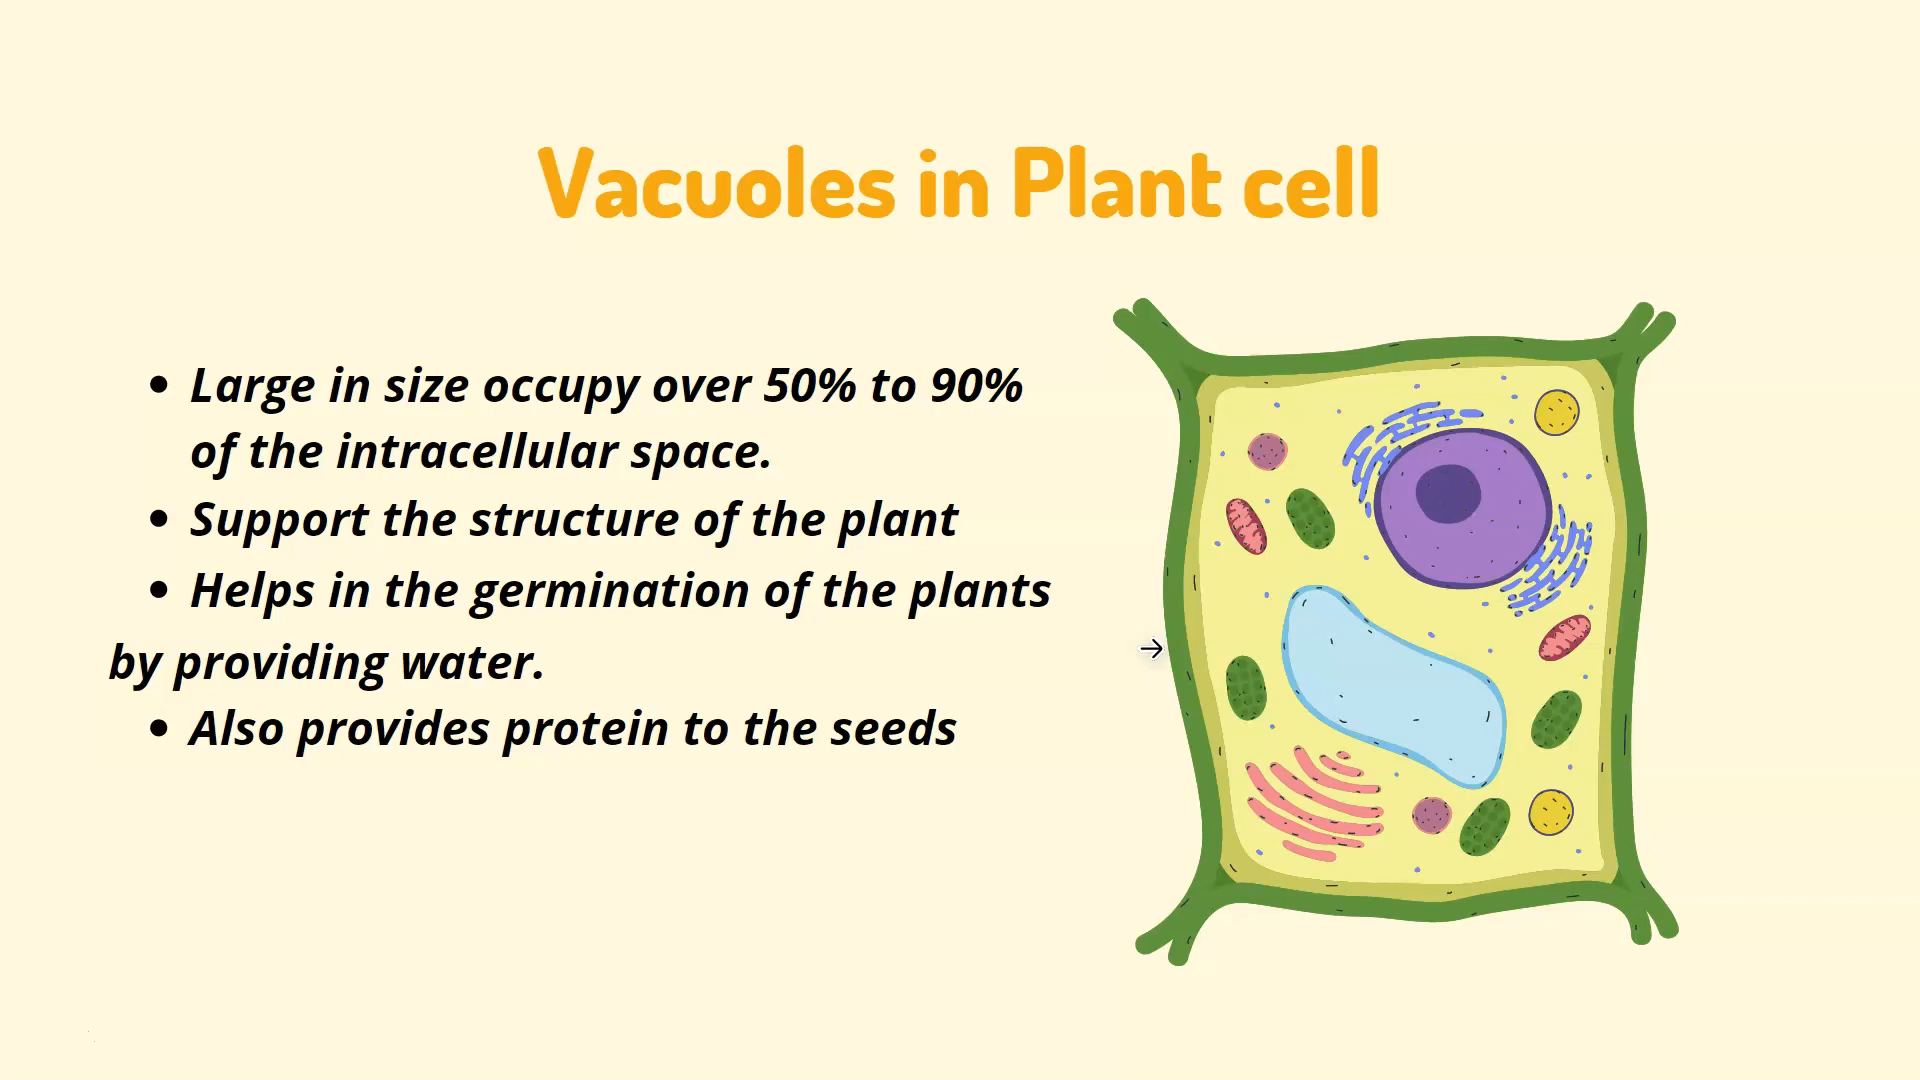 Vacuoles in Plant cell
• Large in size occupy over 50% to 90%
of the intracellular space.
• Support the structure of the plant
• Helps in the germination of the plants
by providing water.
• Also provides protein to the seeds